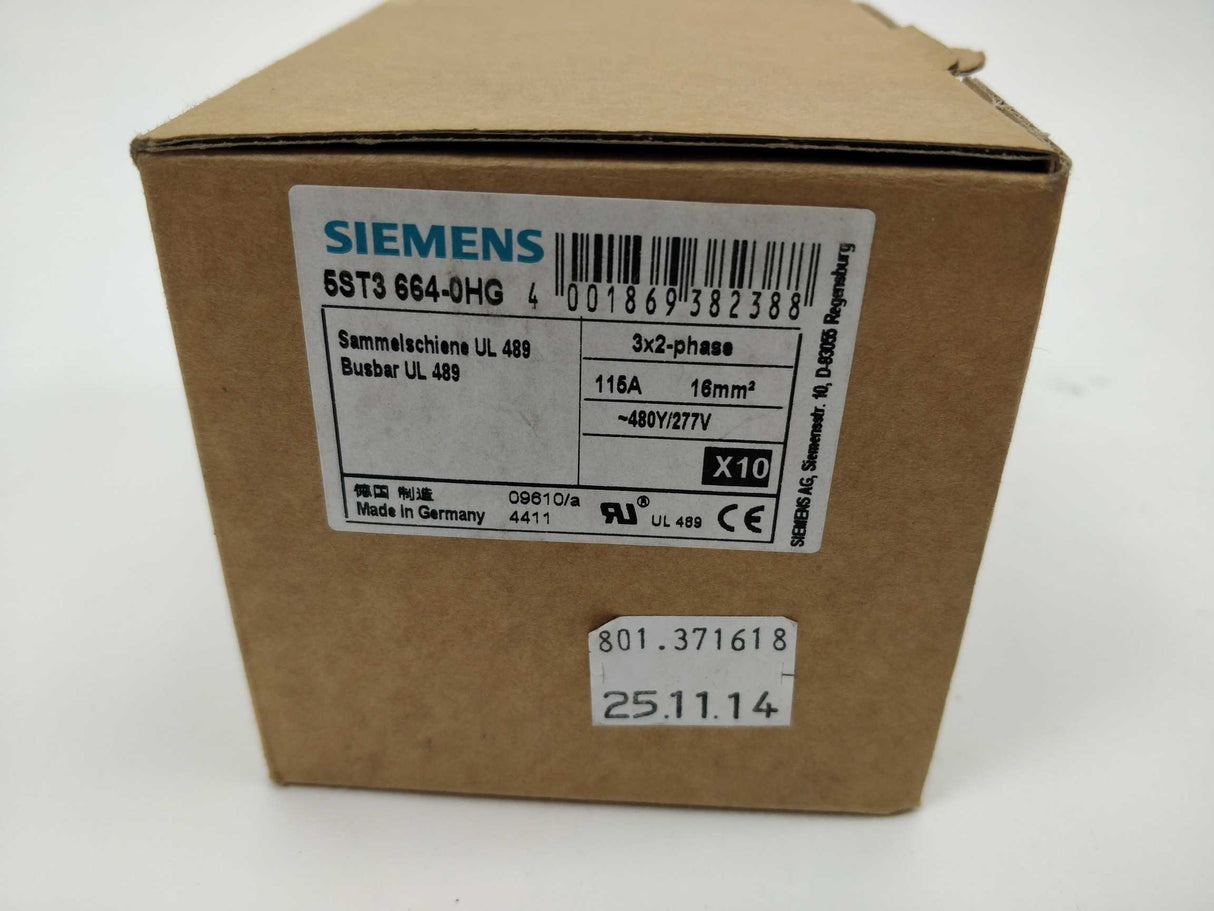 SIEMENS
5ST3 664-0HG
4 001869 382388
Sammelschiene UL 489
Busbar UL 489
3x2-phase
115A 16mm²
~480Y/277V
X10
德国 制造
Made in Germany
09610/a
4411
RU® UL 489 CE
SIEMENS AG, Siemensstr. 10, D-93055 Regensburg
801.371618
25.11.14